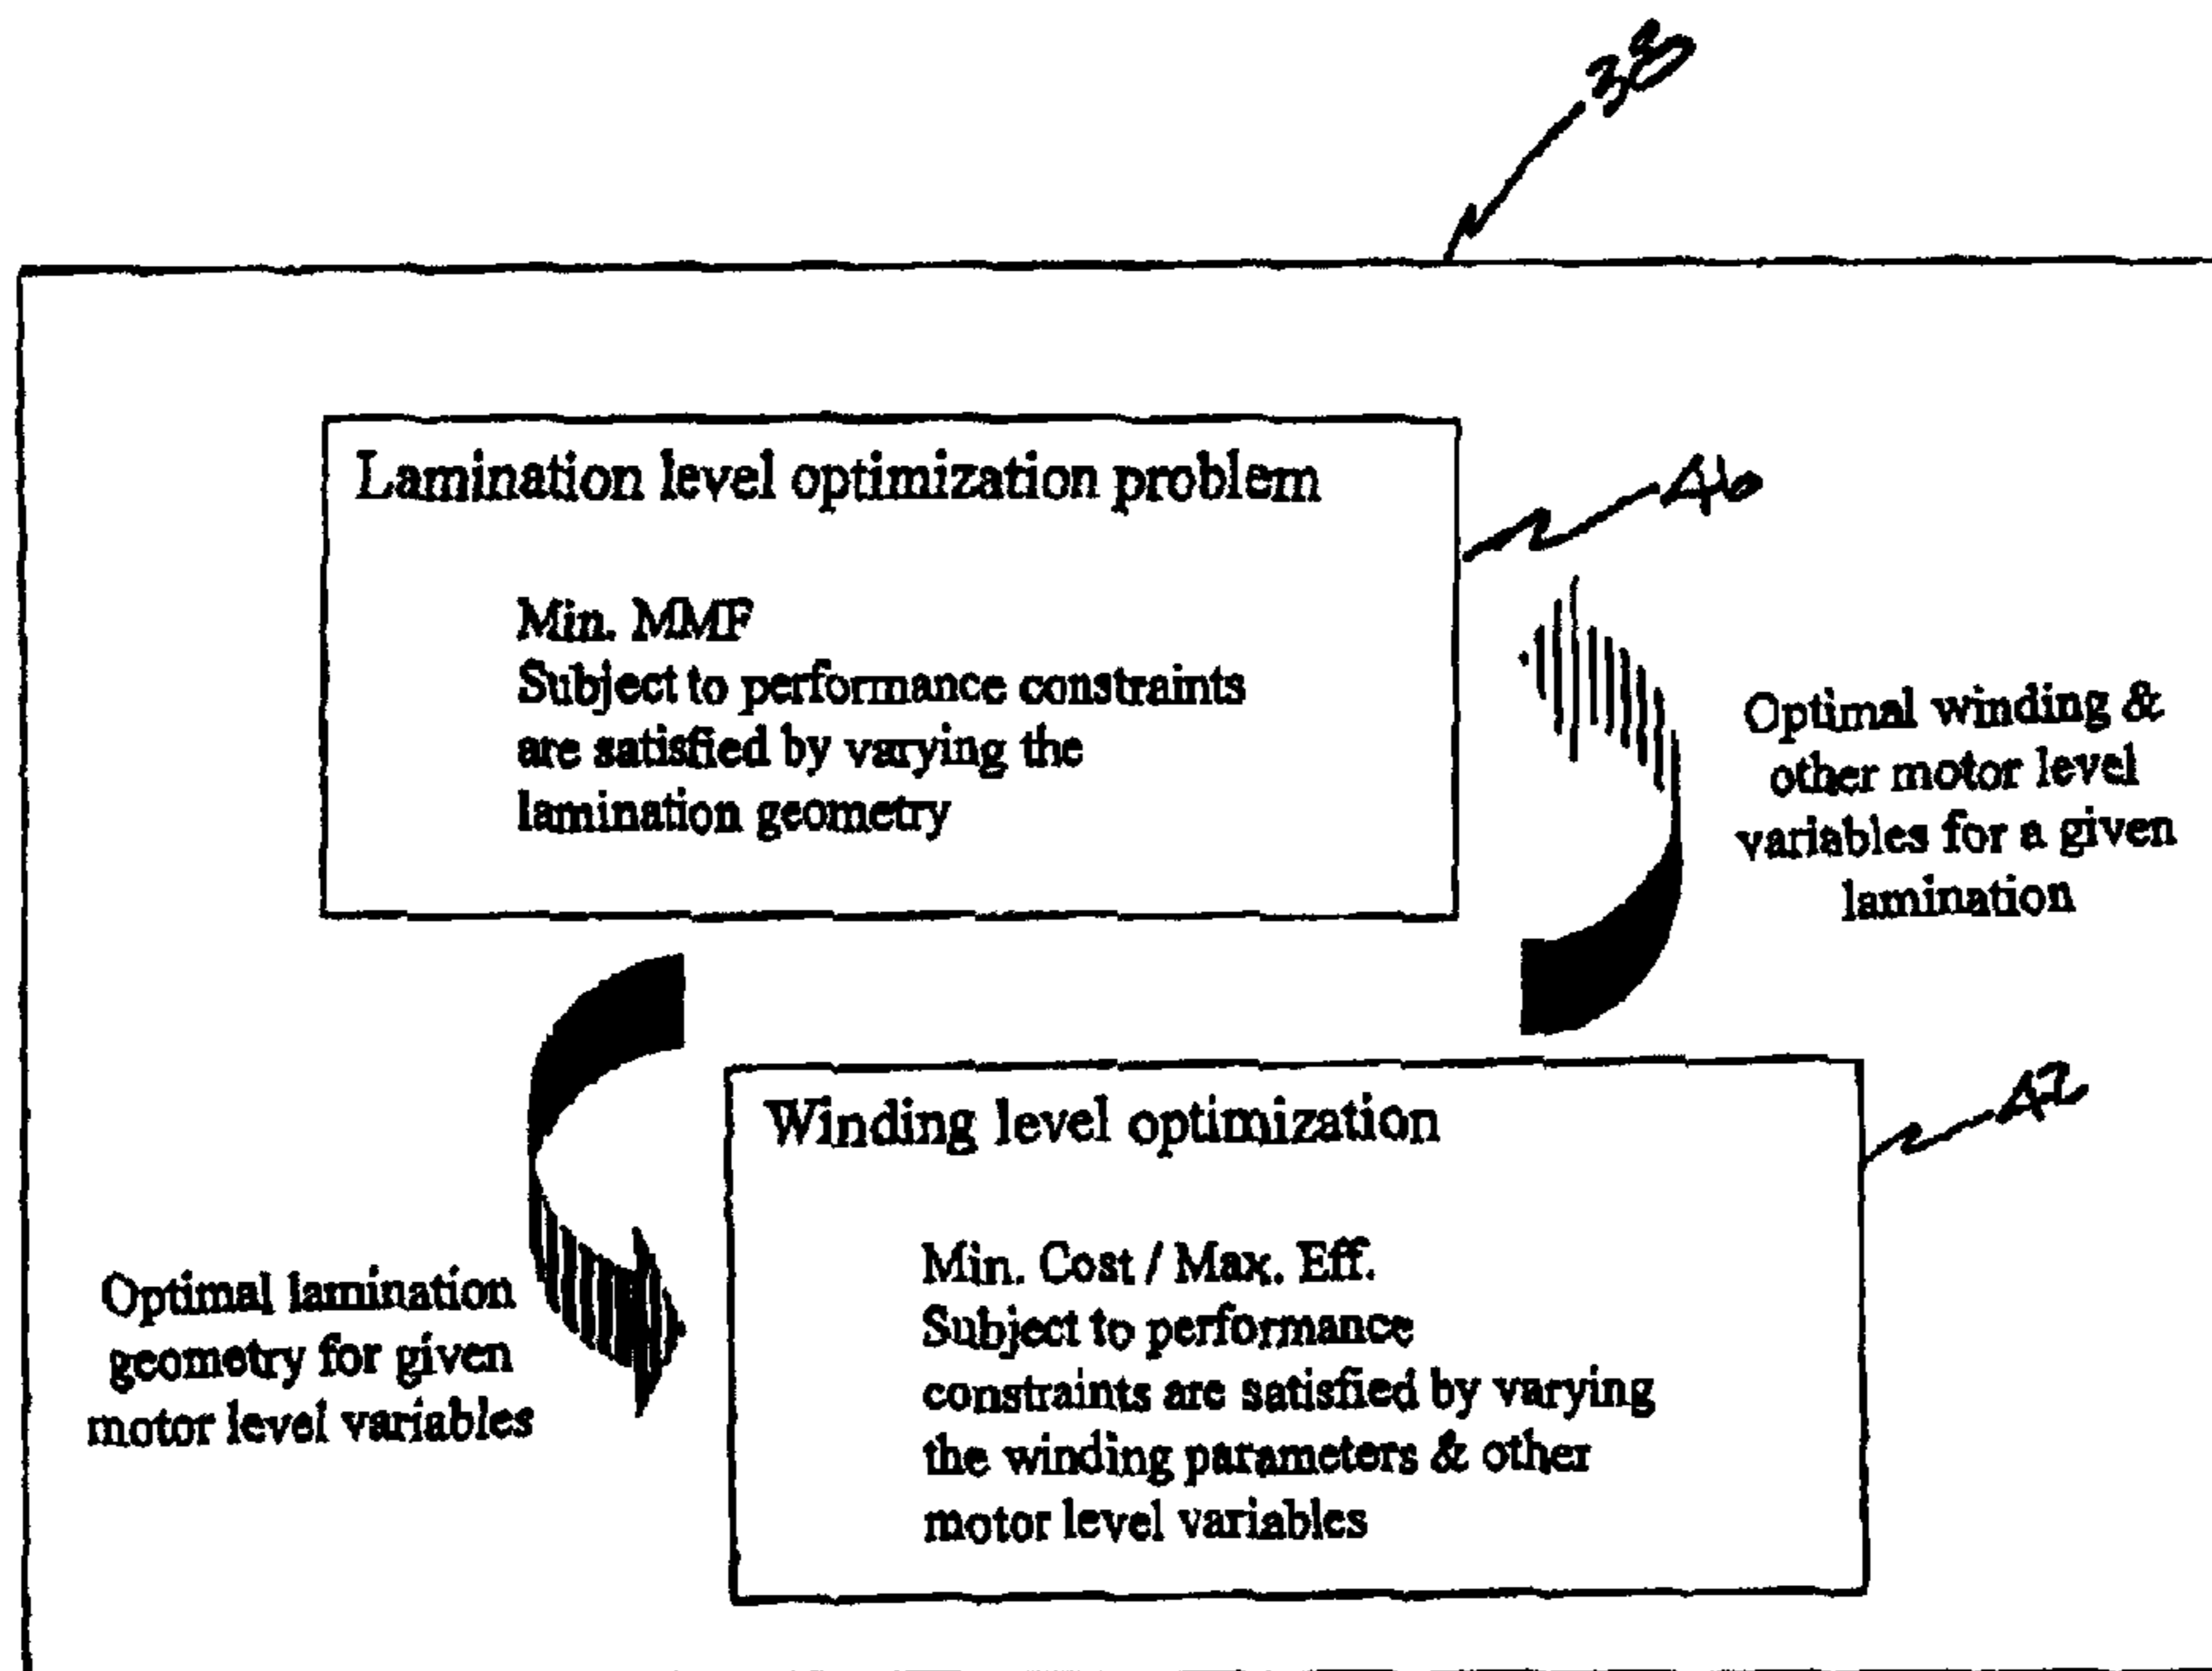 38
Lamination level optimization problem
46
Min. MMF
Subject to performance constraints
are satisfied by varying the
lamination geometry
Optimal winding &
other motor level
variables for a given
lamination
Winding level optimization
42
Min. Cost / Max. Eff.
Subject to performance
constraints are satisfied by varying
the winding parameters & other
motor level variables
Optimal lamination
geometry for given
motor level variables